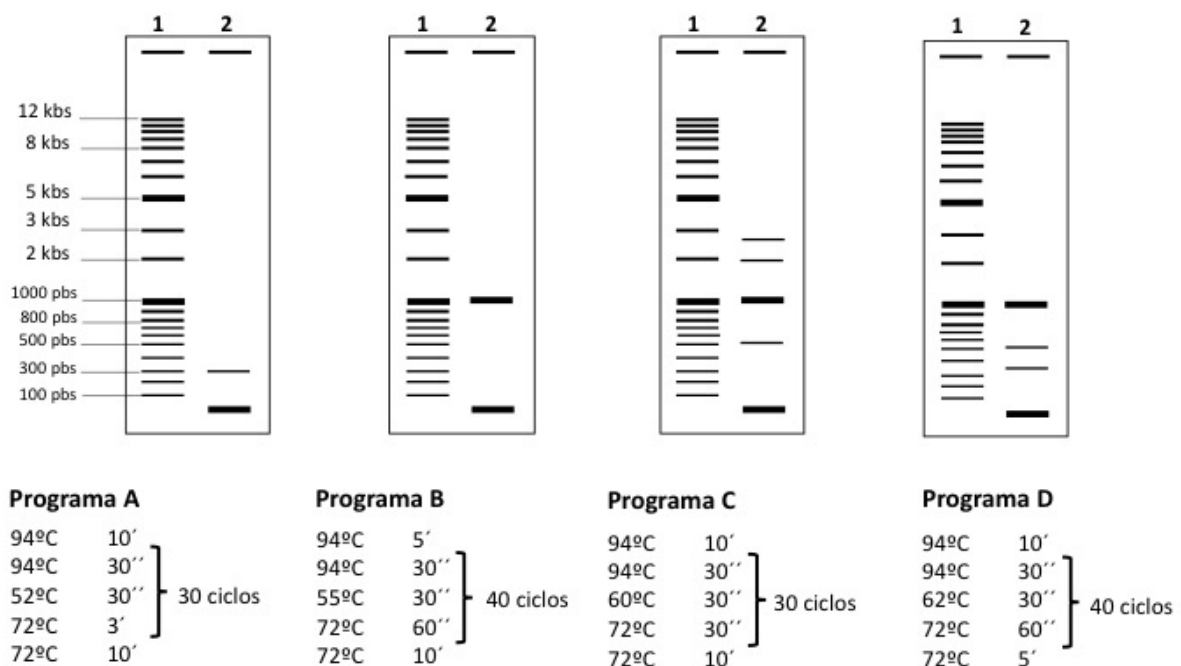 1 2
1 2
1 2
1 2
12 kbs
8 kbs
5 kbs
3 kbs
2 kbs
1000 pbs
800 pbs
500 pbs
300 pbs
100 pbs
Programa A
94ºC 10´
94ºC 30´´
52ºC 30´´
72ºC 3´
72ºC 10´
30 ciclos
Programa B
94ºC 5´
94ºC 30´´
55ºC 30´´
72ºC 60´´
72ºC 10´
40 ciclos
Programa C
94ºC 10´
94ºC 30´´
60ºC 30´´
72ºC 30´´
72ºC 10´
30 ciclos
Programa D
94ºC 10´
94ºC 30´´
62ºC 30´´
72ºC 60´´
72ºC 5´
40 ciclos